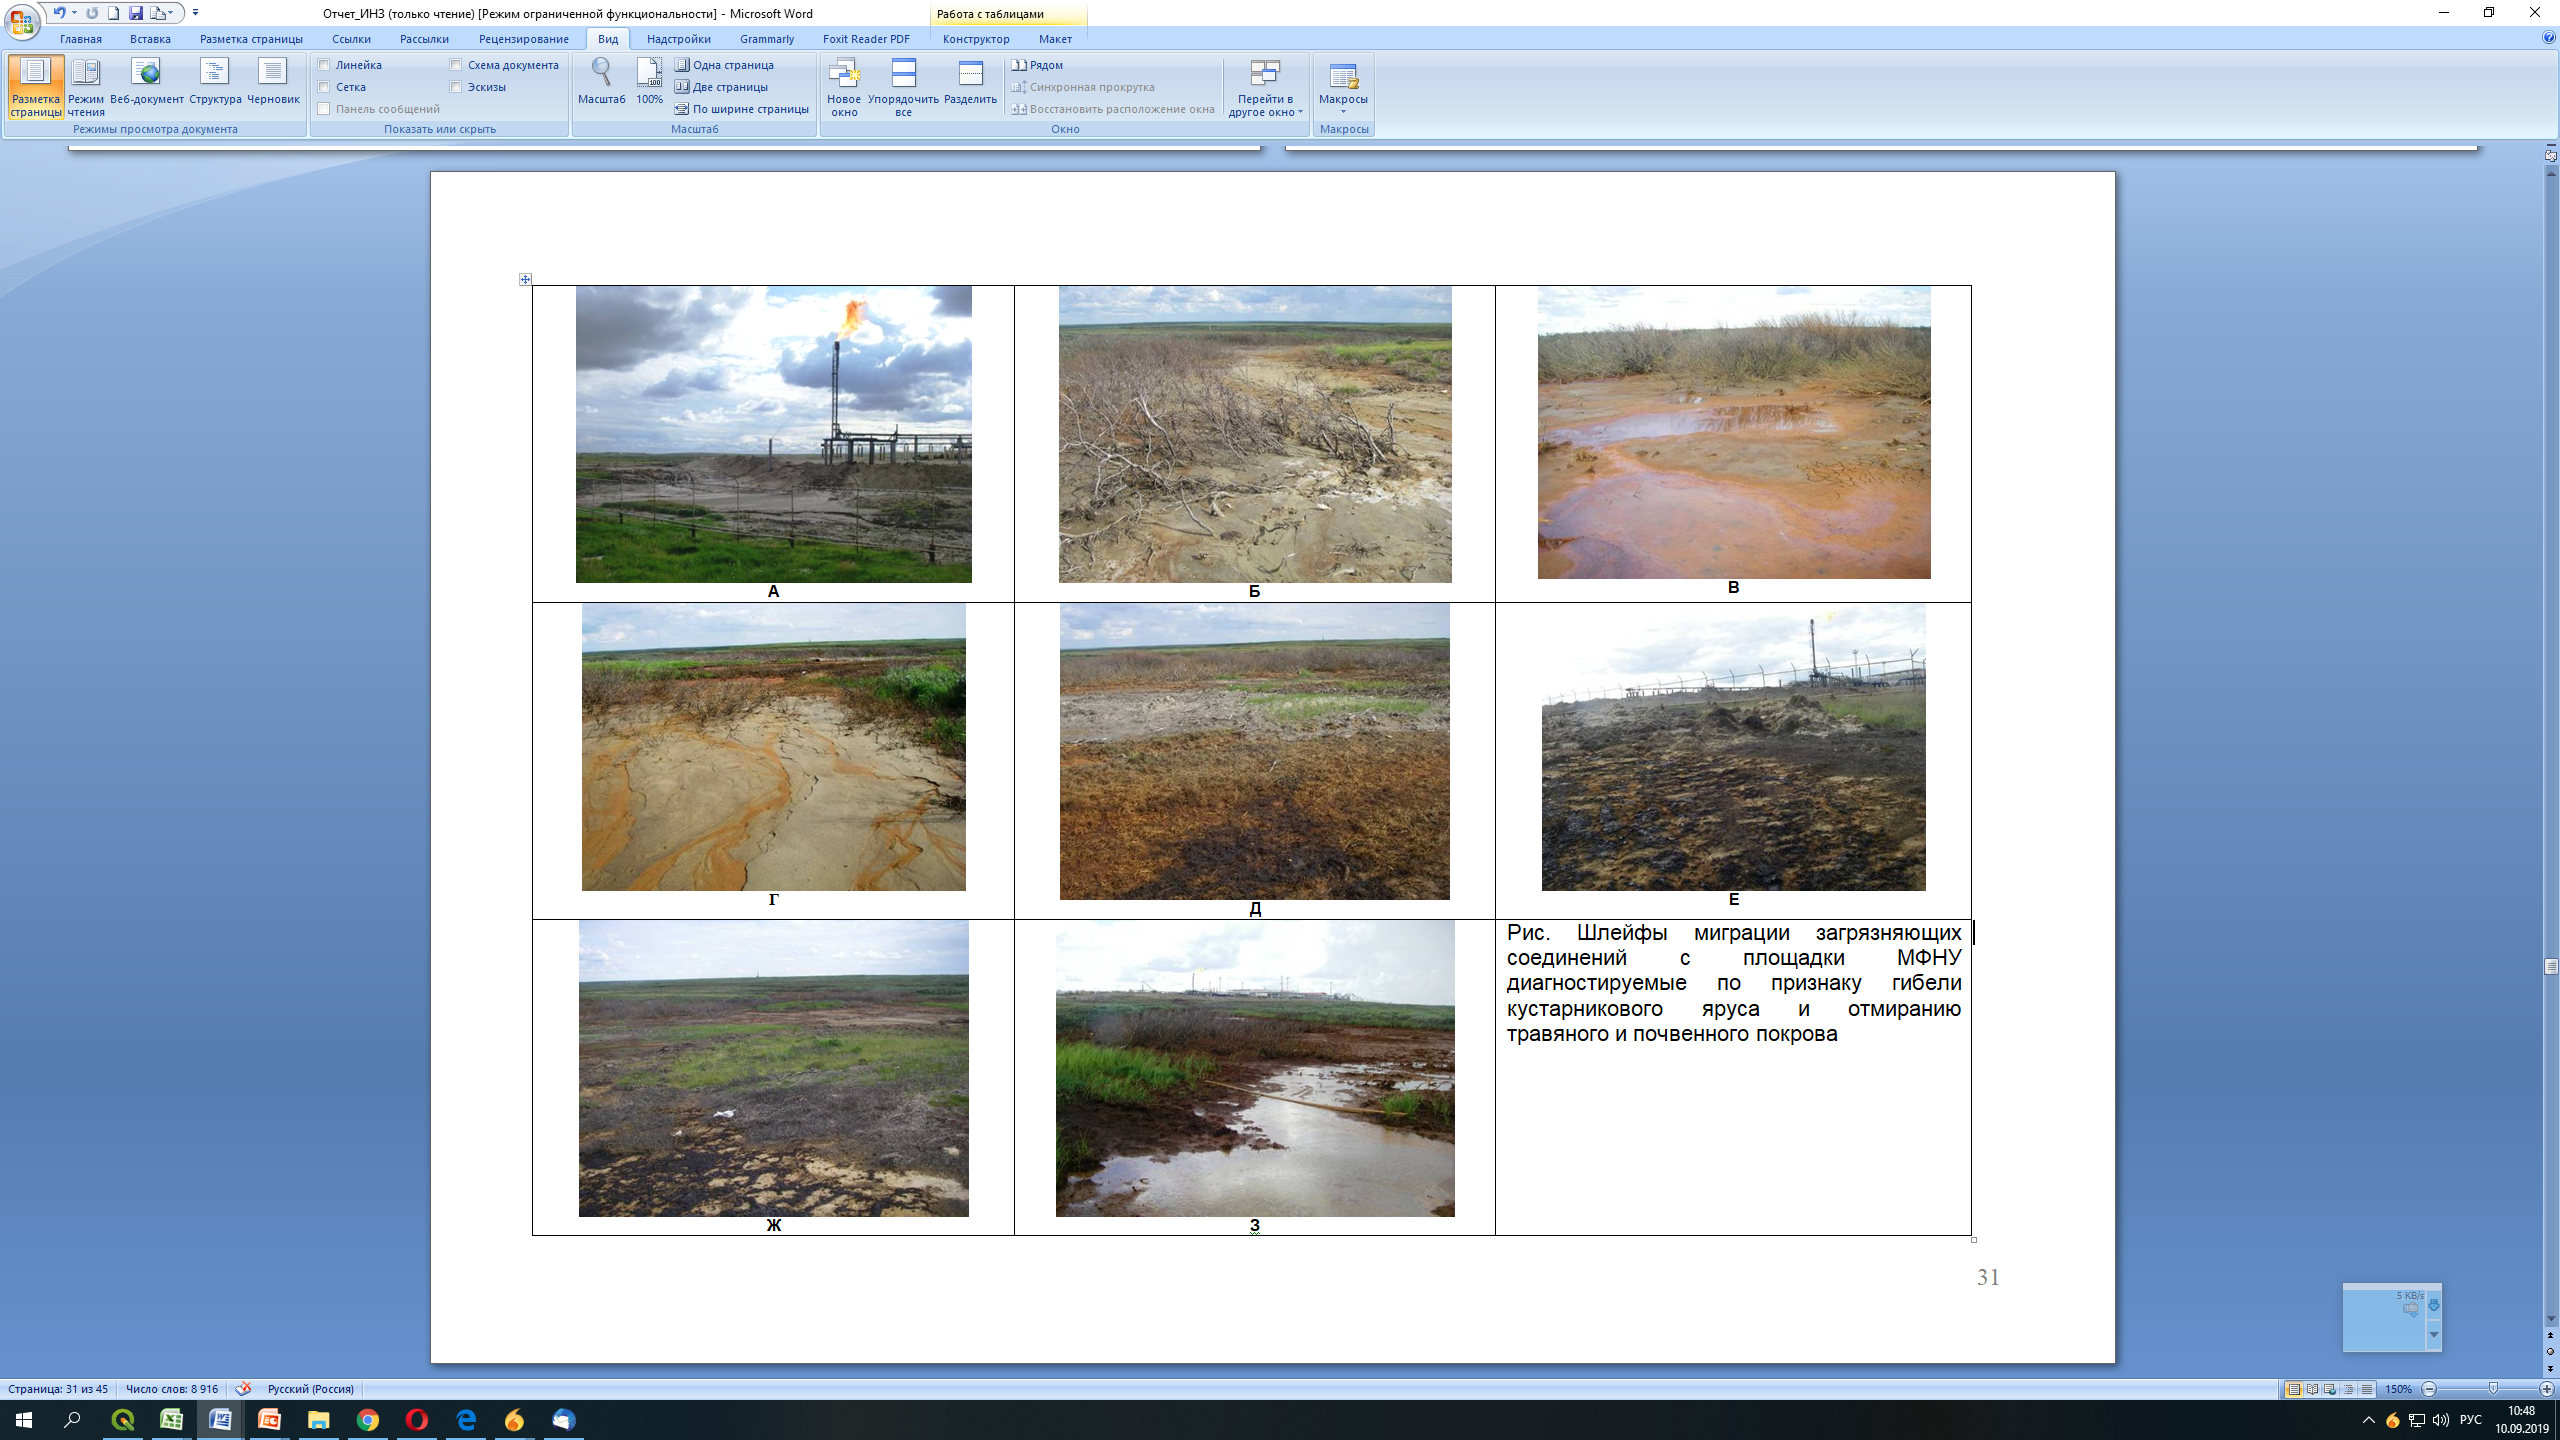 Отчет_ИНЗ (только чтение) [Режим ограниченной функциональности] - Microsoft Word
Работа с таблицами
Главная Вставка Разметка страницы Ссылки Рассылки Рецензирование Вид Надстройки Grammarly Foxit Reader PDF Конструктор Макет
Разметка страницы
Режим чтения
Веб-документ
Структура
Черновик
Режимы просмотра документа
Линейка
Сетка
Панель сообщений
Схема документа
Эскизы
Показать или скрыть
Масштаб
100%
Одна страница
Две страницы
По ширине страницы
Масштаб
Новое окно
Упорядочить все
Разделить
Рядом
Синхронная прокрутка
Восстановить расположение окна
Перейти в другое окно
Окно
Макросы
Макросы
А
Б
В
Г
Д
Е
Ж
З
Рис. Шлейфы миграции загрязняющих
соединений с площадки МФНУ
диагностируемые по признаку гибели
кустарникового яруса и отмиранию
травяного и почвенного покрова
31
5 KB/s
Страница: 31 из 45 Число слов: 8 916 Русский (Россия)
150%
РУС
10:48
10.09.2019